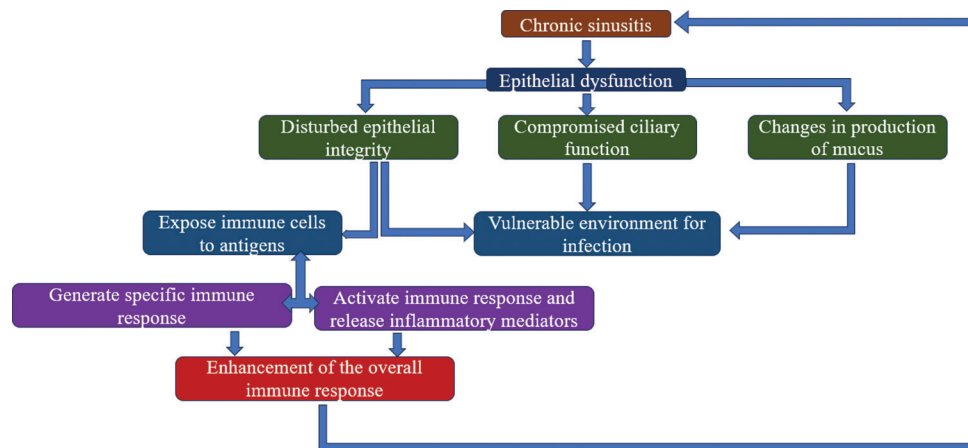 Chronic sinusitis
Epithelial dysfunction
Disturbed epithelial
integrity
Compromised ciliary
function
Changes in production
of mucus
Expose immune cells
to antigens
Vulnerable environment for
infection
Generate specific immune
response
Activate immune response and
release inflammatory mediators
Enhancement of the overall
immune response